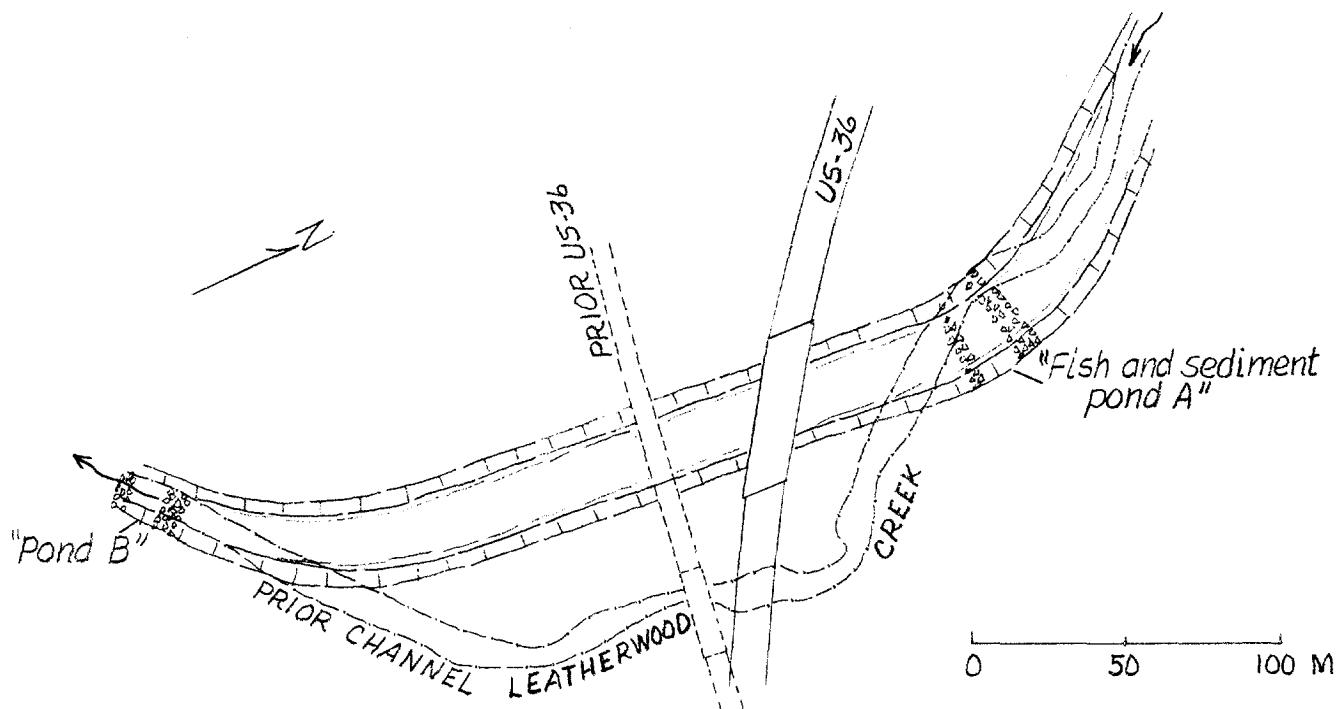 US-36
PRIOR US-36
N
"Fish and sediment
pond A"
CREEK
"Pond B"
PRIOR CHANNEL LEATHERWOOD
0 50 100 M